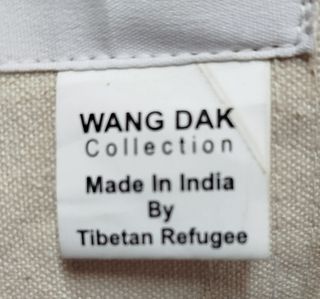 WANG DAK
Collection
Made In India
By
Tibetan Refugee